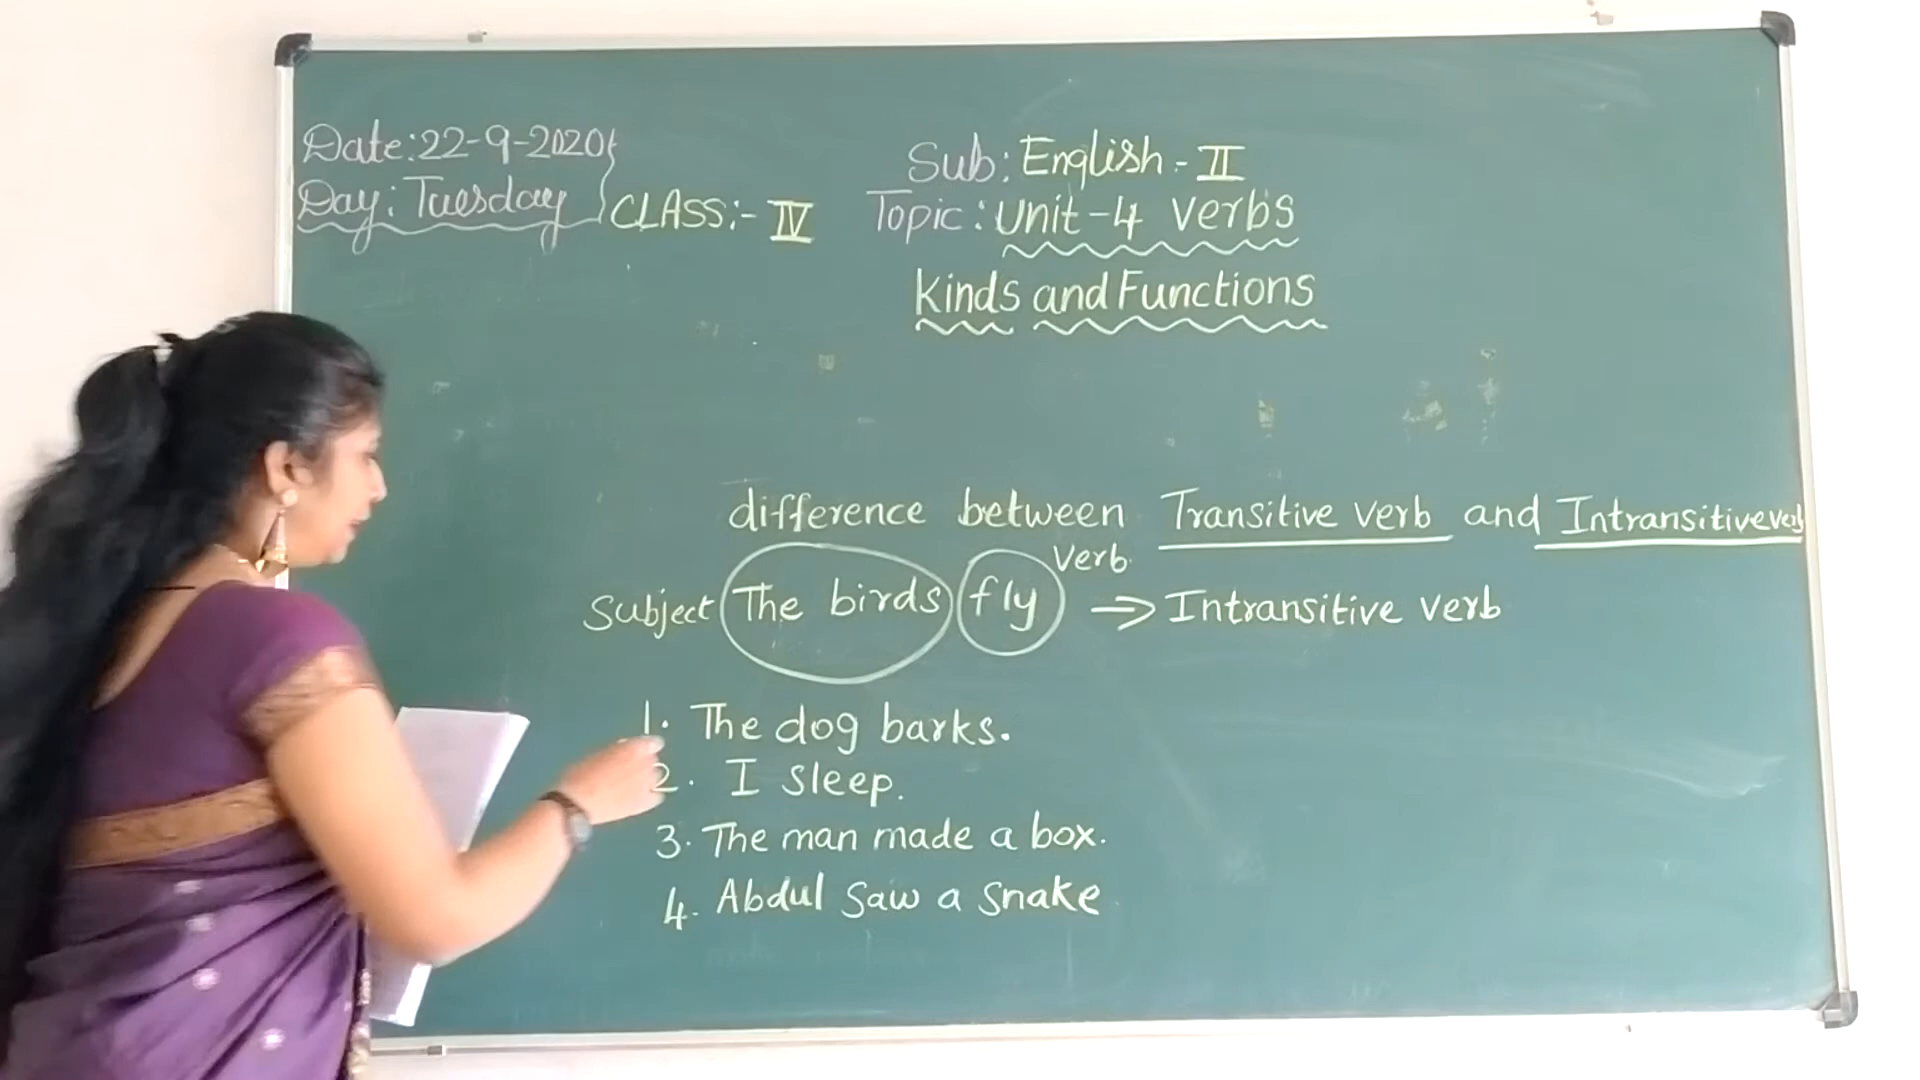 Date:22-9-2020
Day: Tuesday
CLASS:- IV
Sub: English - II
Topic: Unit-4 Verbs
Kinds and Functions
difference between Transitive verb and Intransitive verb
Verb.
Subject The birds fly → Intransitive verb
1. The dog barks.
2. I sleep.
3. The man made a box.
4. Abdul saw a snake